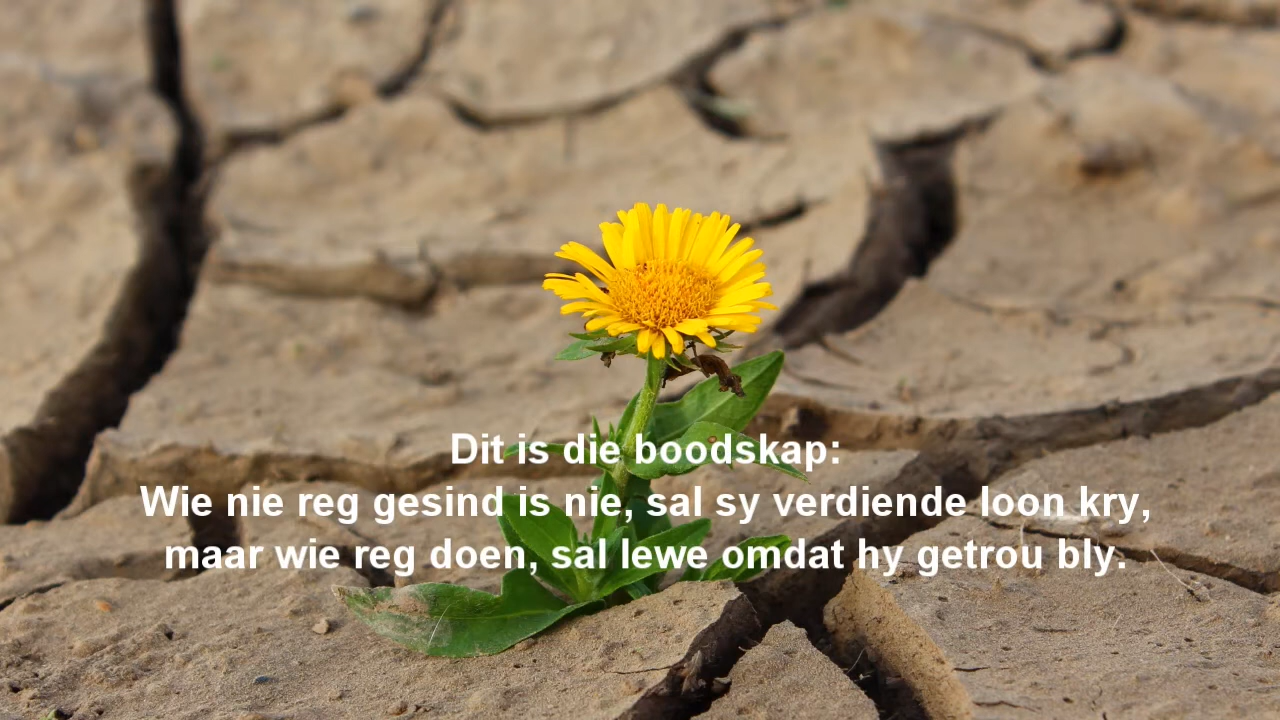 Dit is die boodskap:
Wie nie reg gesind is nie, sal sy verdiende loon kry,
maar wie reg doen, sal lewe omdat hy getrou bly.